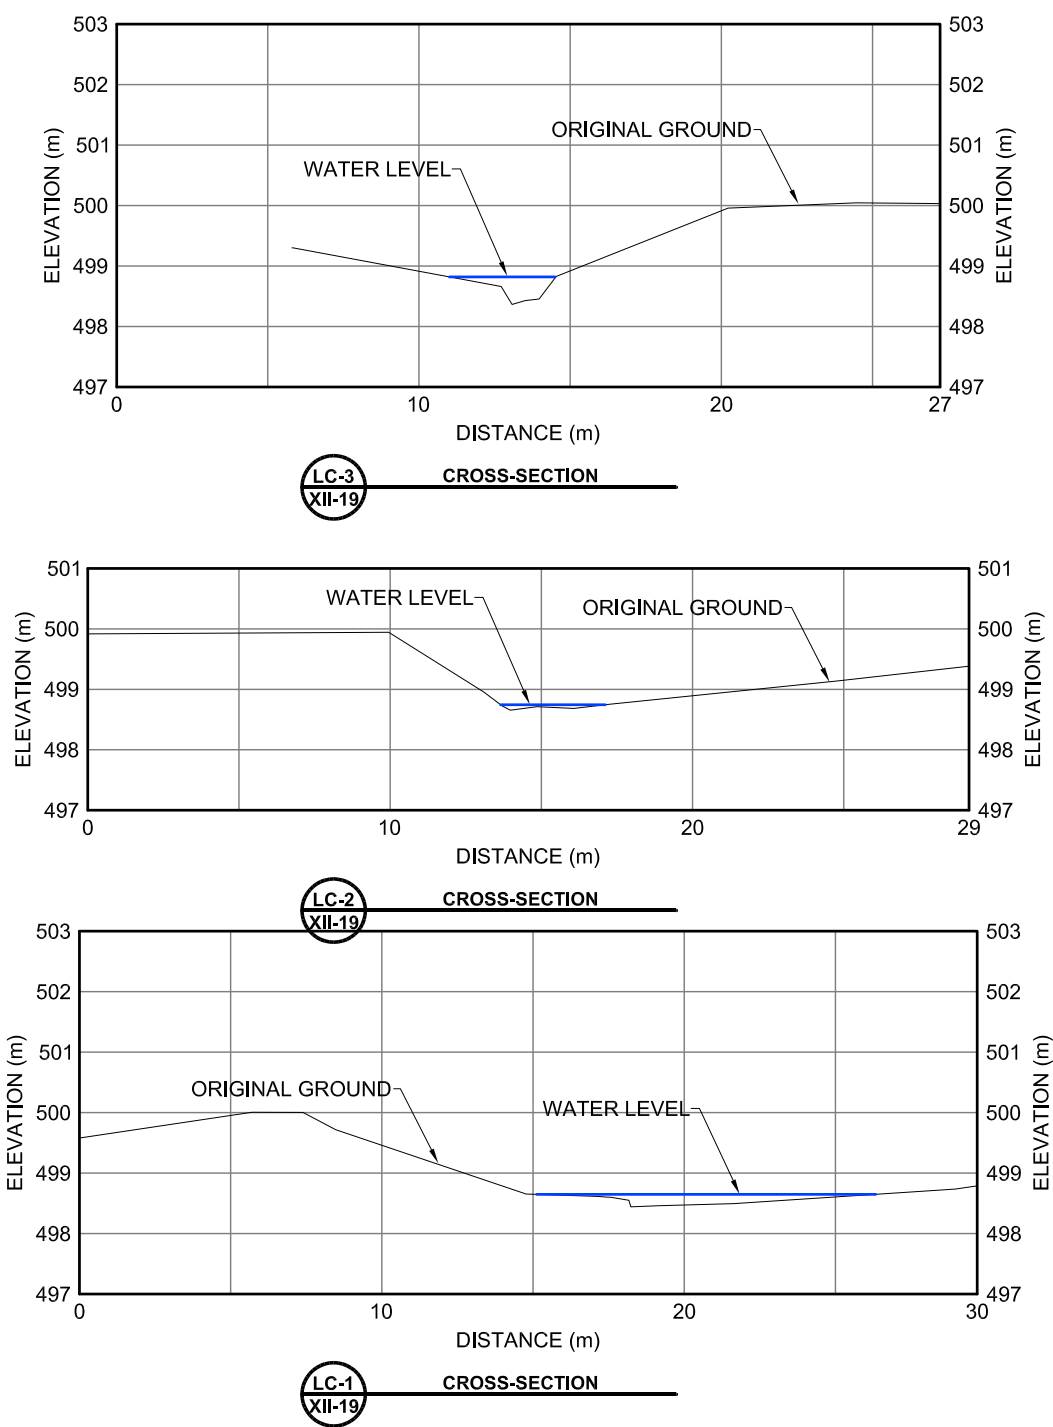 503
503
502
502
ORIGINAL GROUND
501
501
WATER LEVEL
500
500
499
499
498
498
497
497
ELEVATION (m)
ELEVATION (m)
0
10
20
27
DISTANCE (m)
LC-3
XII-19
CROSS-SECTION
501
501
WATER LEVEL
ORIGINAL GROUND
500
500
499
499
498
498
497
497
ELEVATION (m)
ELEVATION (m)
0
10
20
29
DISTANCE (m)
LC-2
XII-19
CROSS-SECTION
503
503
502
502
501
501
ORIGINAL GROUND
WATER LEVEL
500
500
499
499
498
498
497
497
ELEVATION (m)
ELEVATION (m)
0
10
20
30
DISTANCE (m)
LC-1
XII-19
CROSS-SECTION